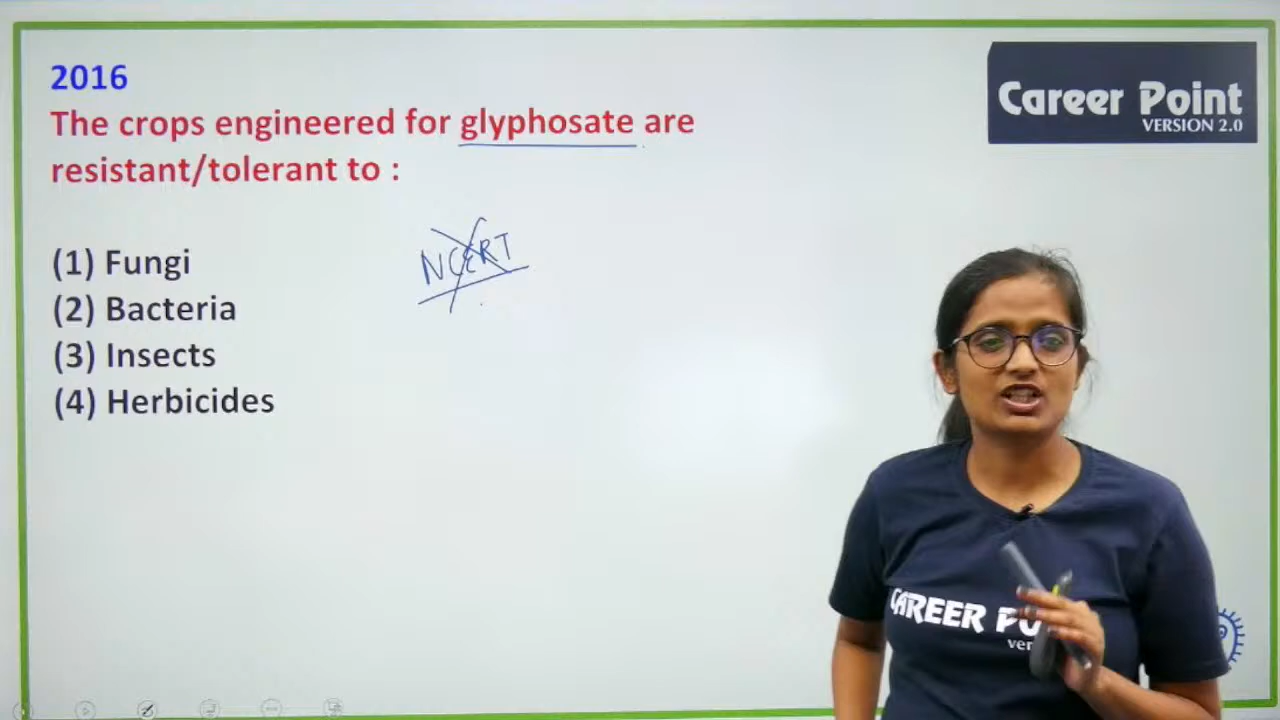 2016
The crops engineered for glyphosate are
resistant/tolerant to :
(1) Fungi
(2) Bacteria
(3) Insects
(4) Herbicides
NCERT
Career Point
VERSION 2.0
CAREER PO
ver